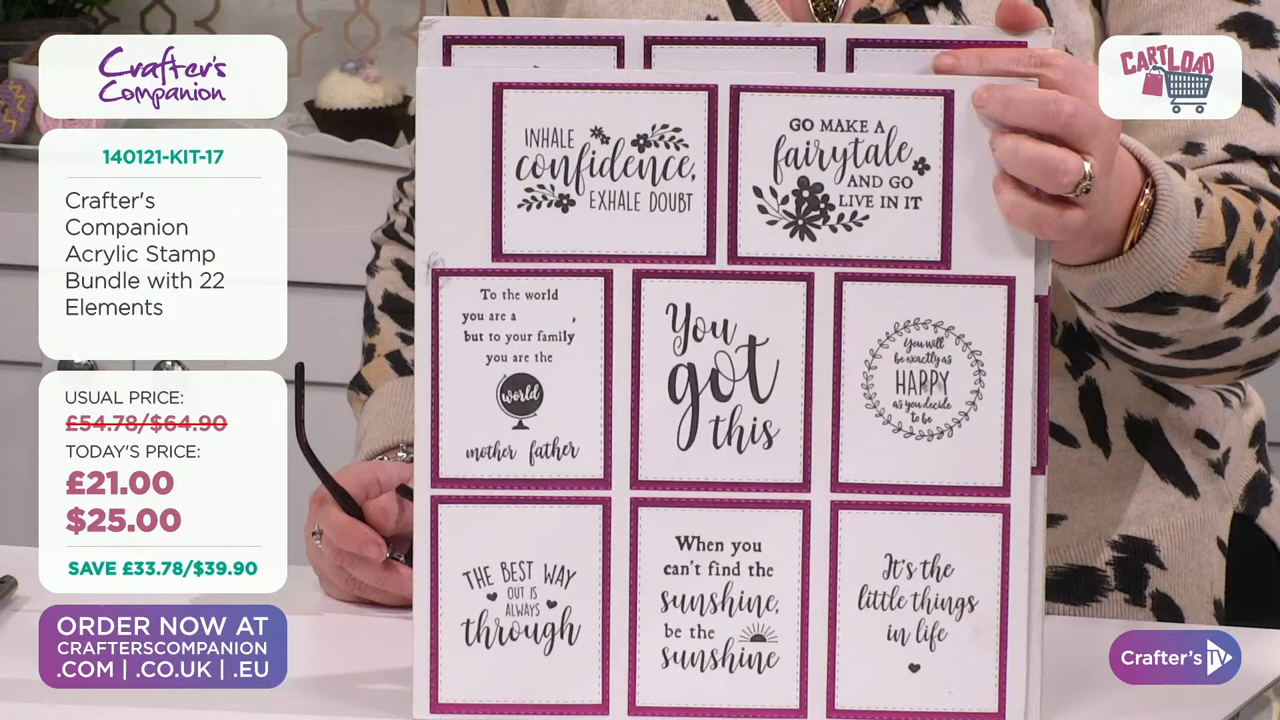 Crafter's
Companion
140121-KIT-17
Crafter's
Companion
Acrylic Stamp
Bundle with 22
Elements
USUAL PRICE:
£54.78/$64.90
TODAY'S PRICE:
£21.00
$25.00
SAVE £33.78/$39.90
ORDER NOW AT
CRAFTERSCOMPANION
.COM | .CO.UK | .EU
CARTLOAD
INHALE
confidence,
EXHALE DOUBT
GO MAKE A
fairytale
AND GO
LIVE IN IT
To the world
you are a ,
but to your family
you are the
world
mother father
You
got
this
You will
be exactly as
HAPPY
as you decide
to be
THE BEST WAY
OUT IS
ALWAYS
through
When you
can't find the
sunshine,
be the
sunshine
It's the
little things
in life
Crafter's TV